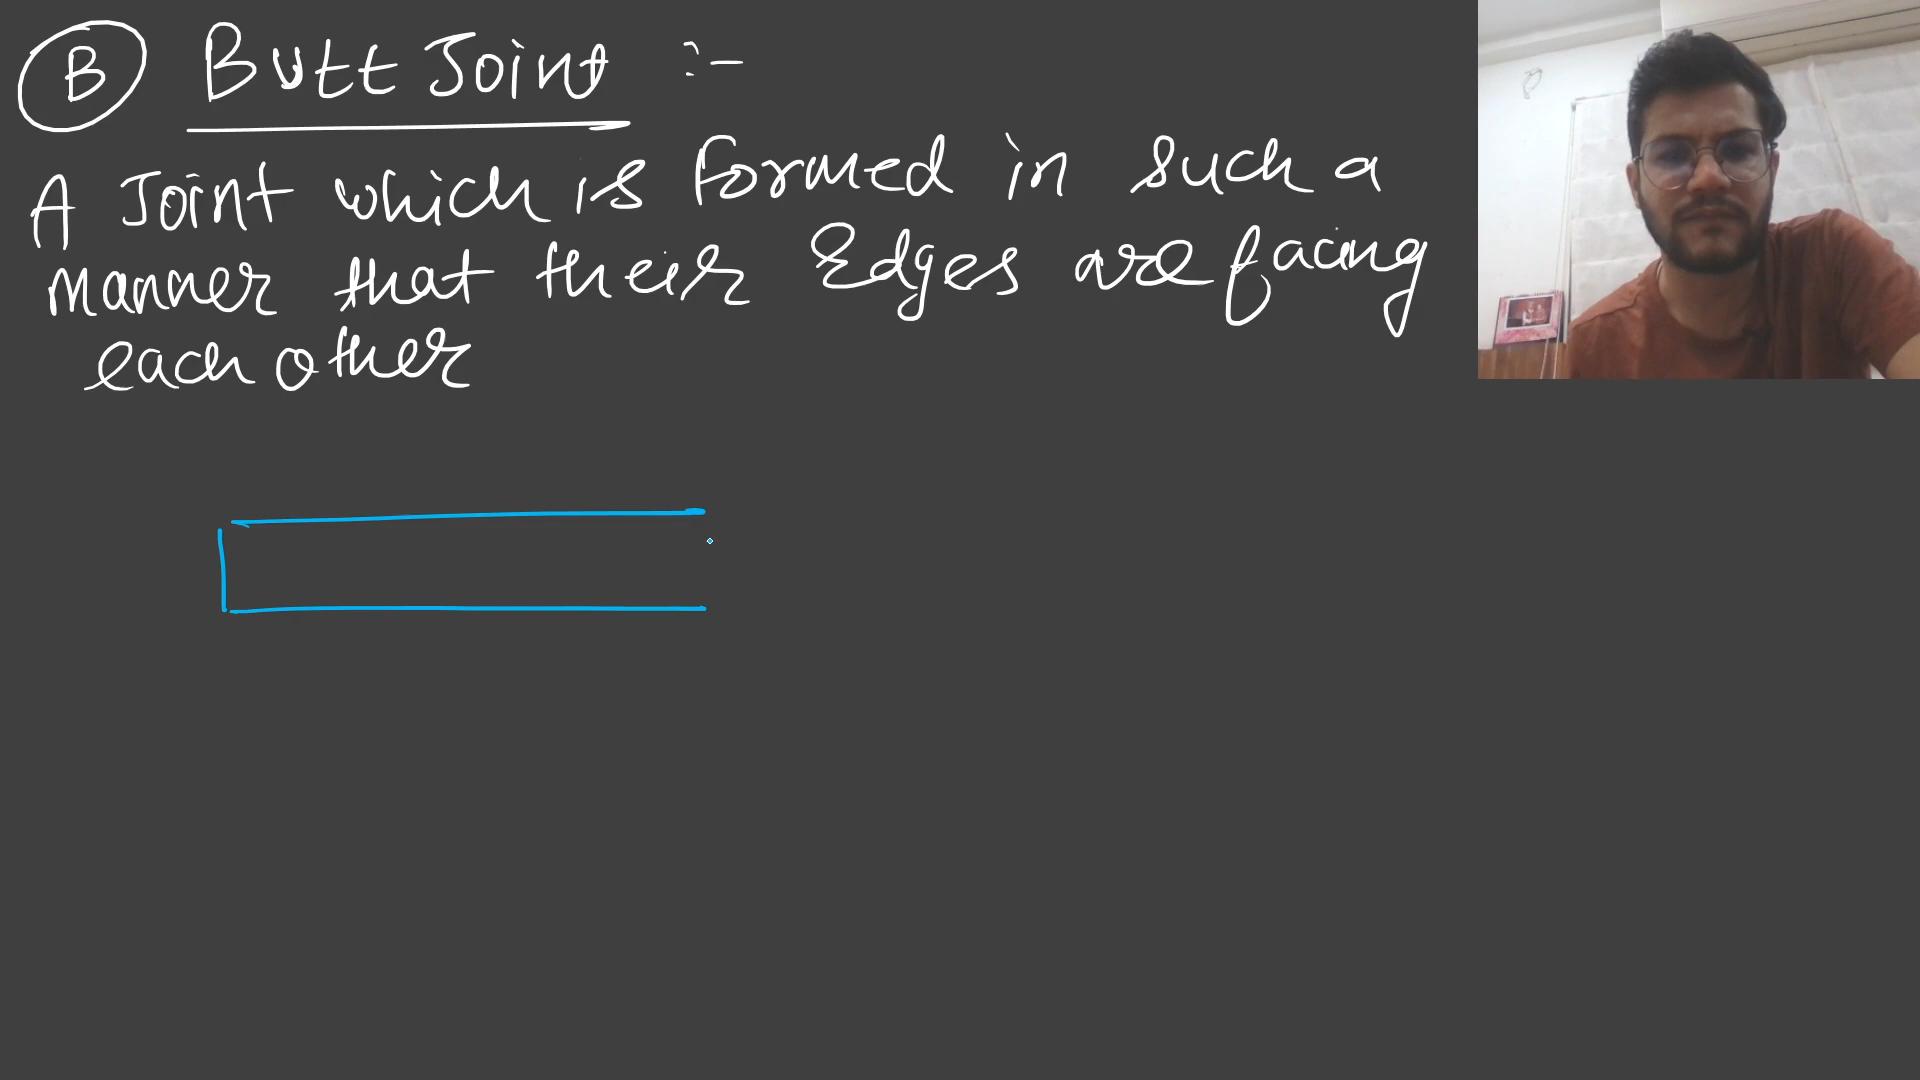 B Butt Joint :-
A Joint which is formed in such a
manner that their Edges are facing
each other